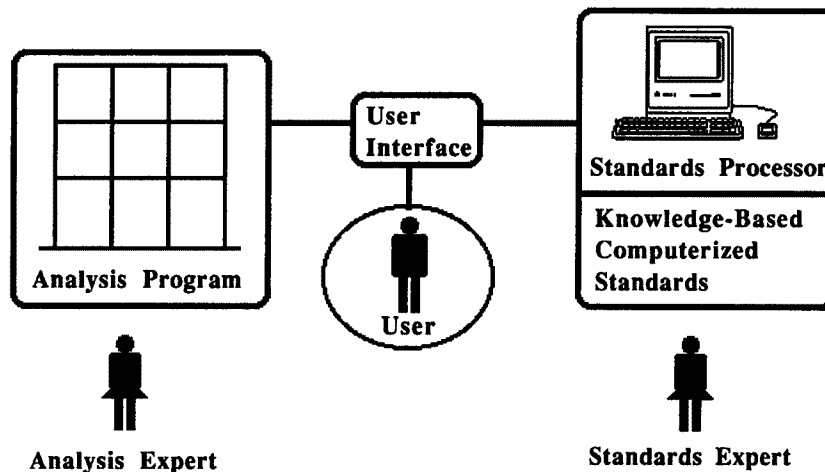 User
Interface
Standards Processor
Analysis Program
Knowledge-Based
Computerized
Standards
User
Analysis Expert
Standards Expert